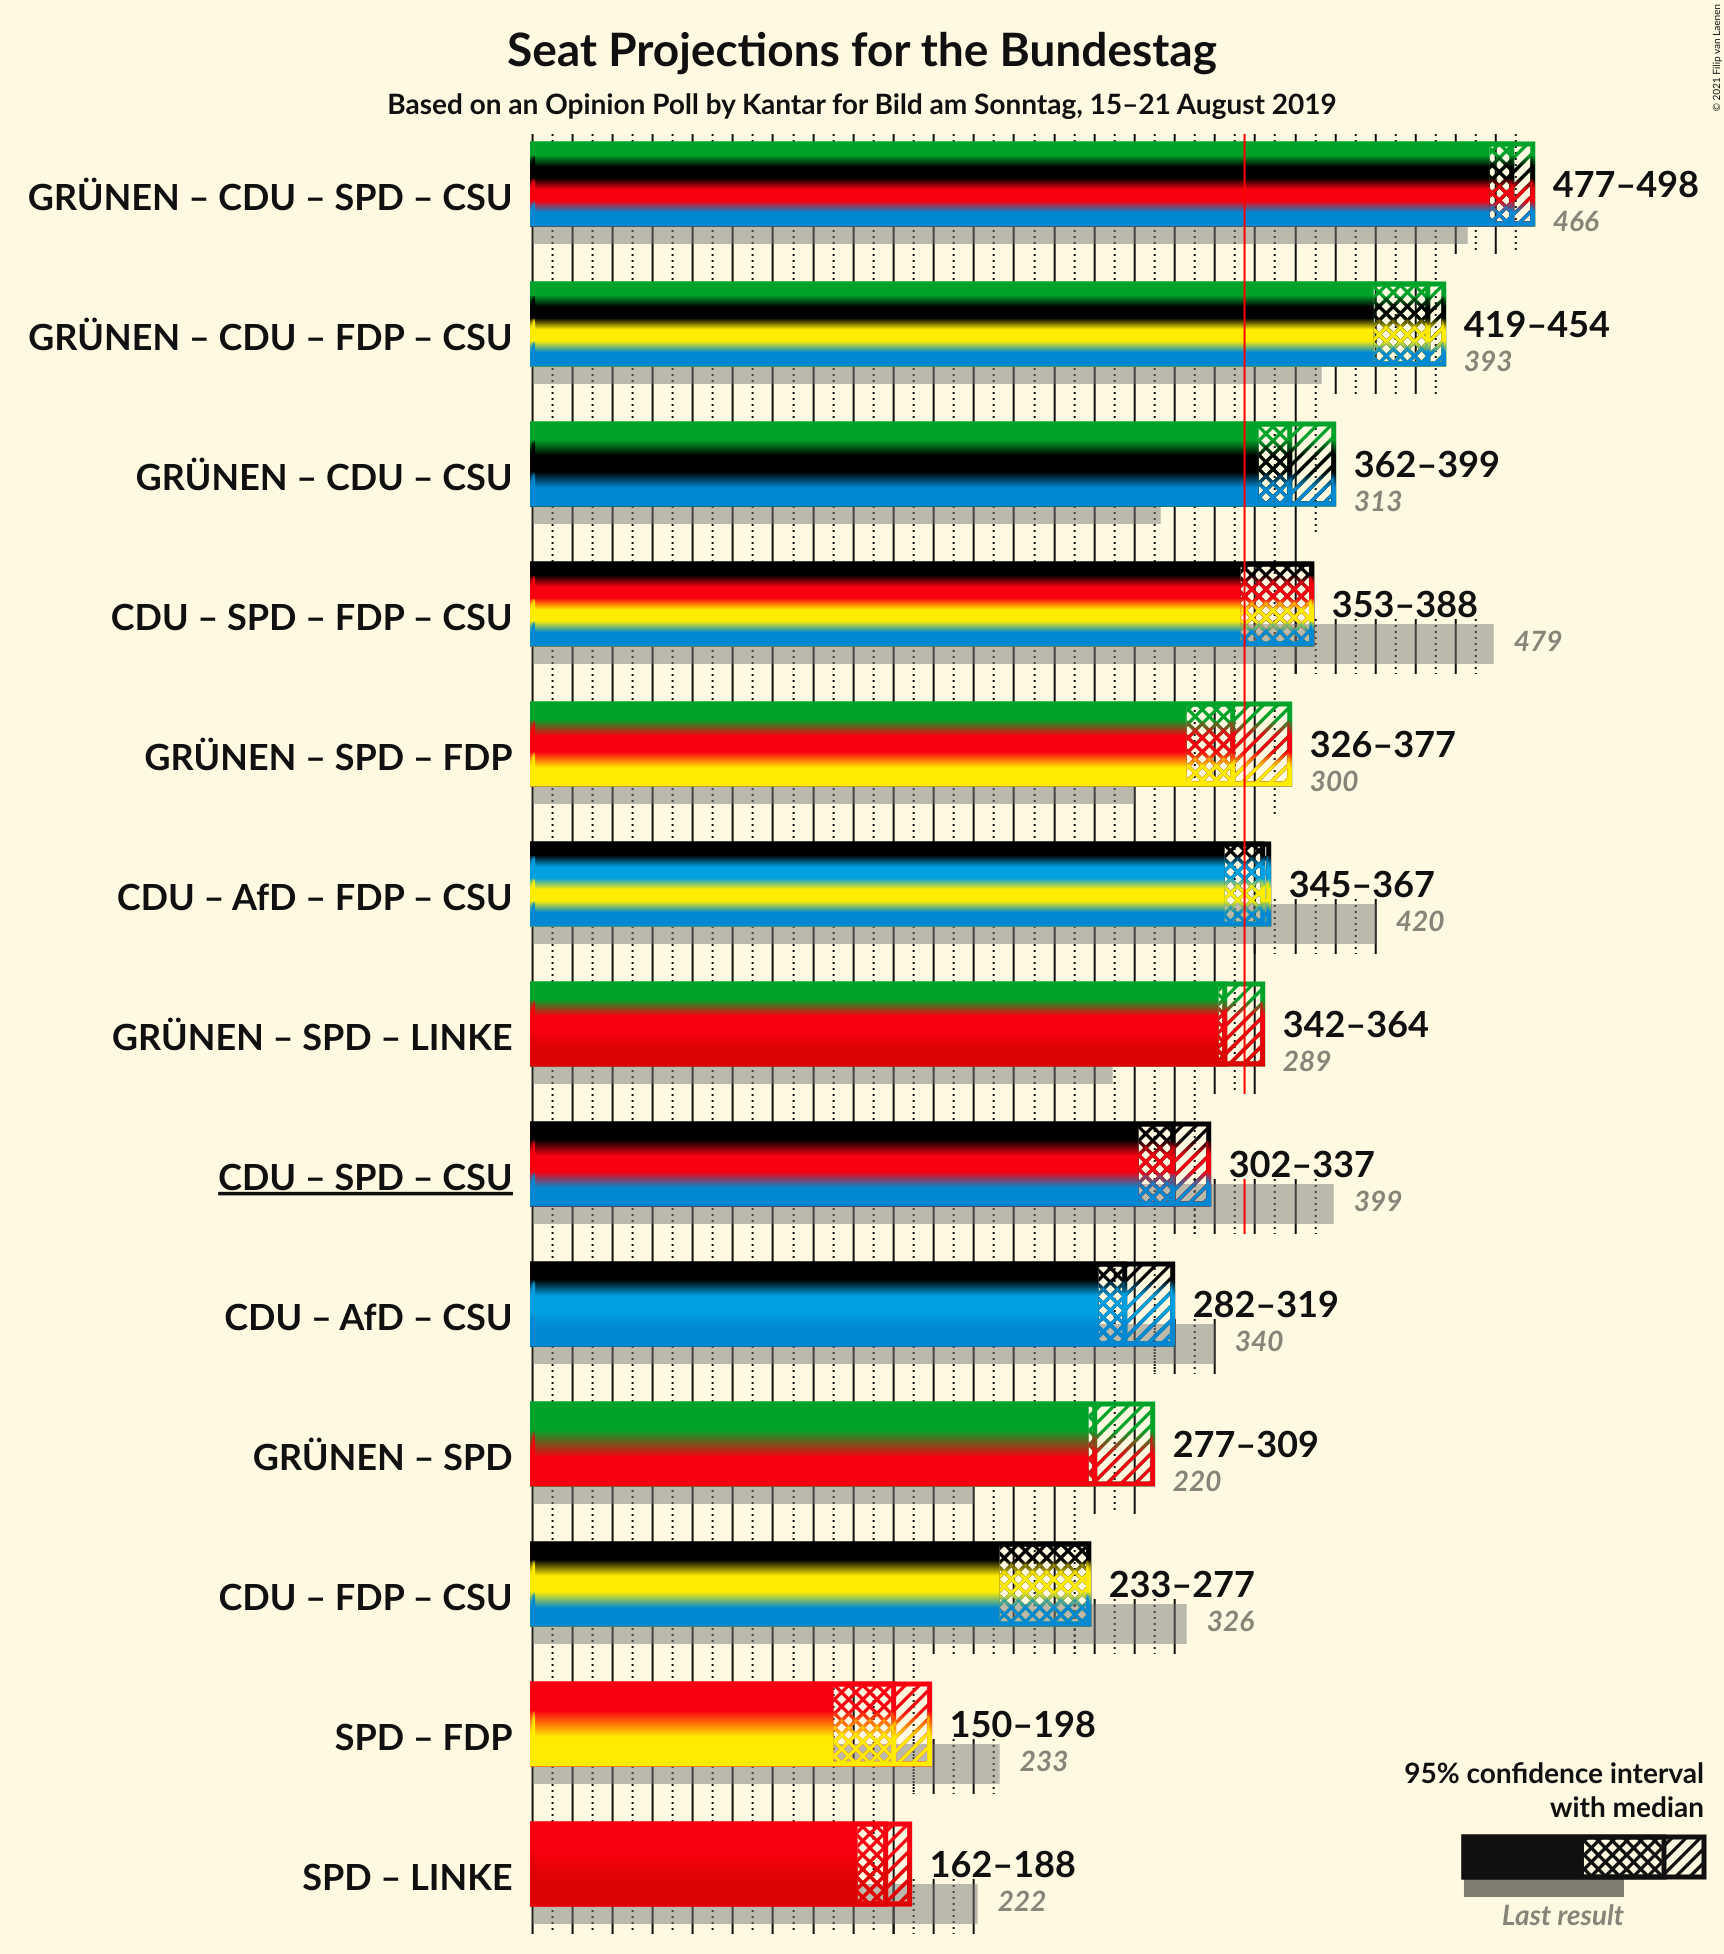 Seat Projections for the Bundestag
Based on an Opinion Poll by Kantar for Bild am Sonntag, 15–21 August 2019
© 2021 Filip van Laenen
GRÜNEN – CDU – SPD – CSU
477–498
466
GRÜNEN – CDU – FDP – CSU
419–454
393
GRÜNEN – CDU – CSU
362–399
313
CDU – SPD – FDP – CSU
353–388
479
GRÜNEN – SPD – FDP
326–377
300
CDU – AfD – FDP – CSU
345–367
420
GRÜNEN – SPD – LINKE
342–364
289
CDU – SPD – CSU
302–337
399
CDU – AfD – CSU
282–319
340
GRÜNEN – SPD
277–309
220
CDU – FDP – CSU
233–277
326
SPD – FDP
150–198
233
SPD – LINKE
162–188
222
95% confidence interval
with median
Last result